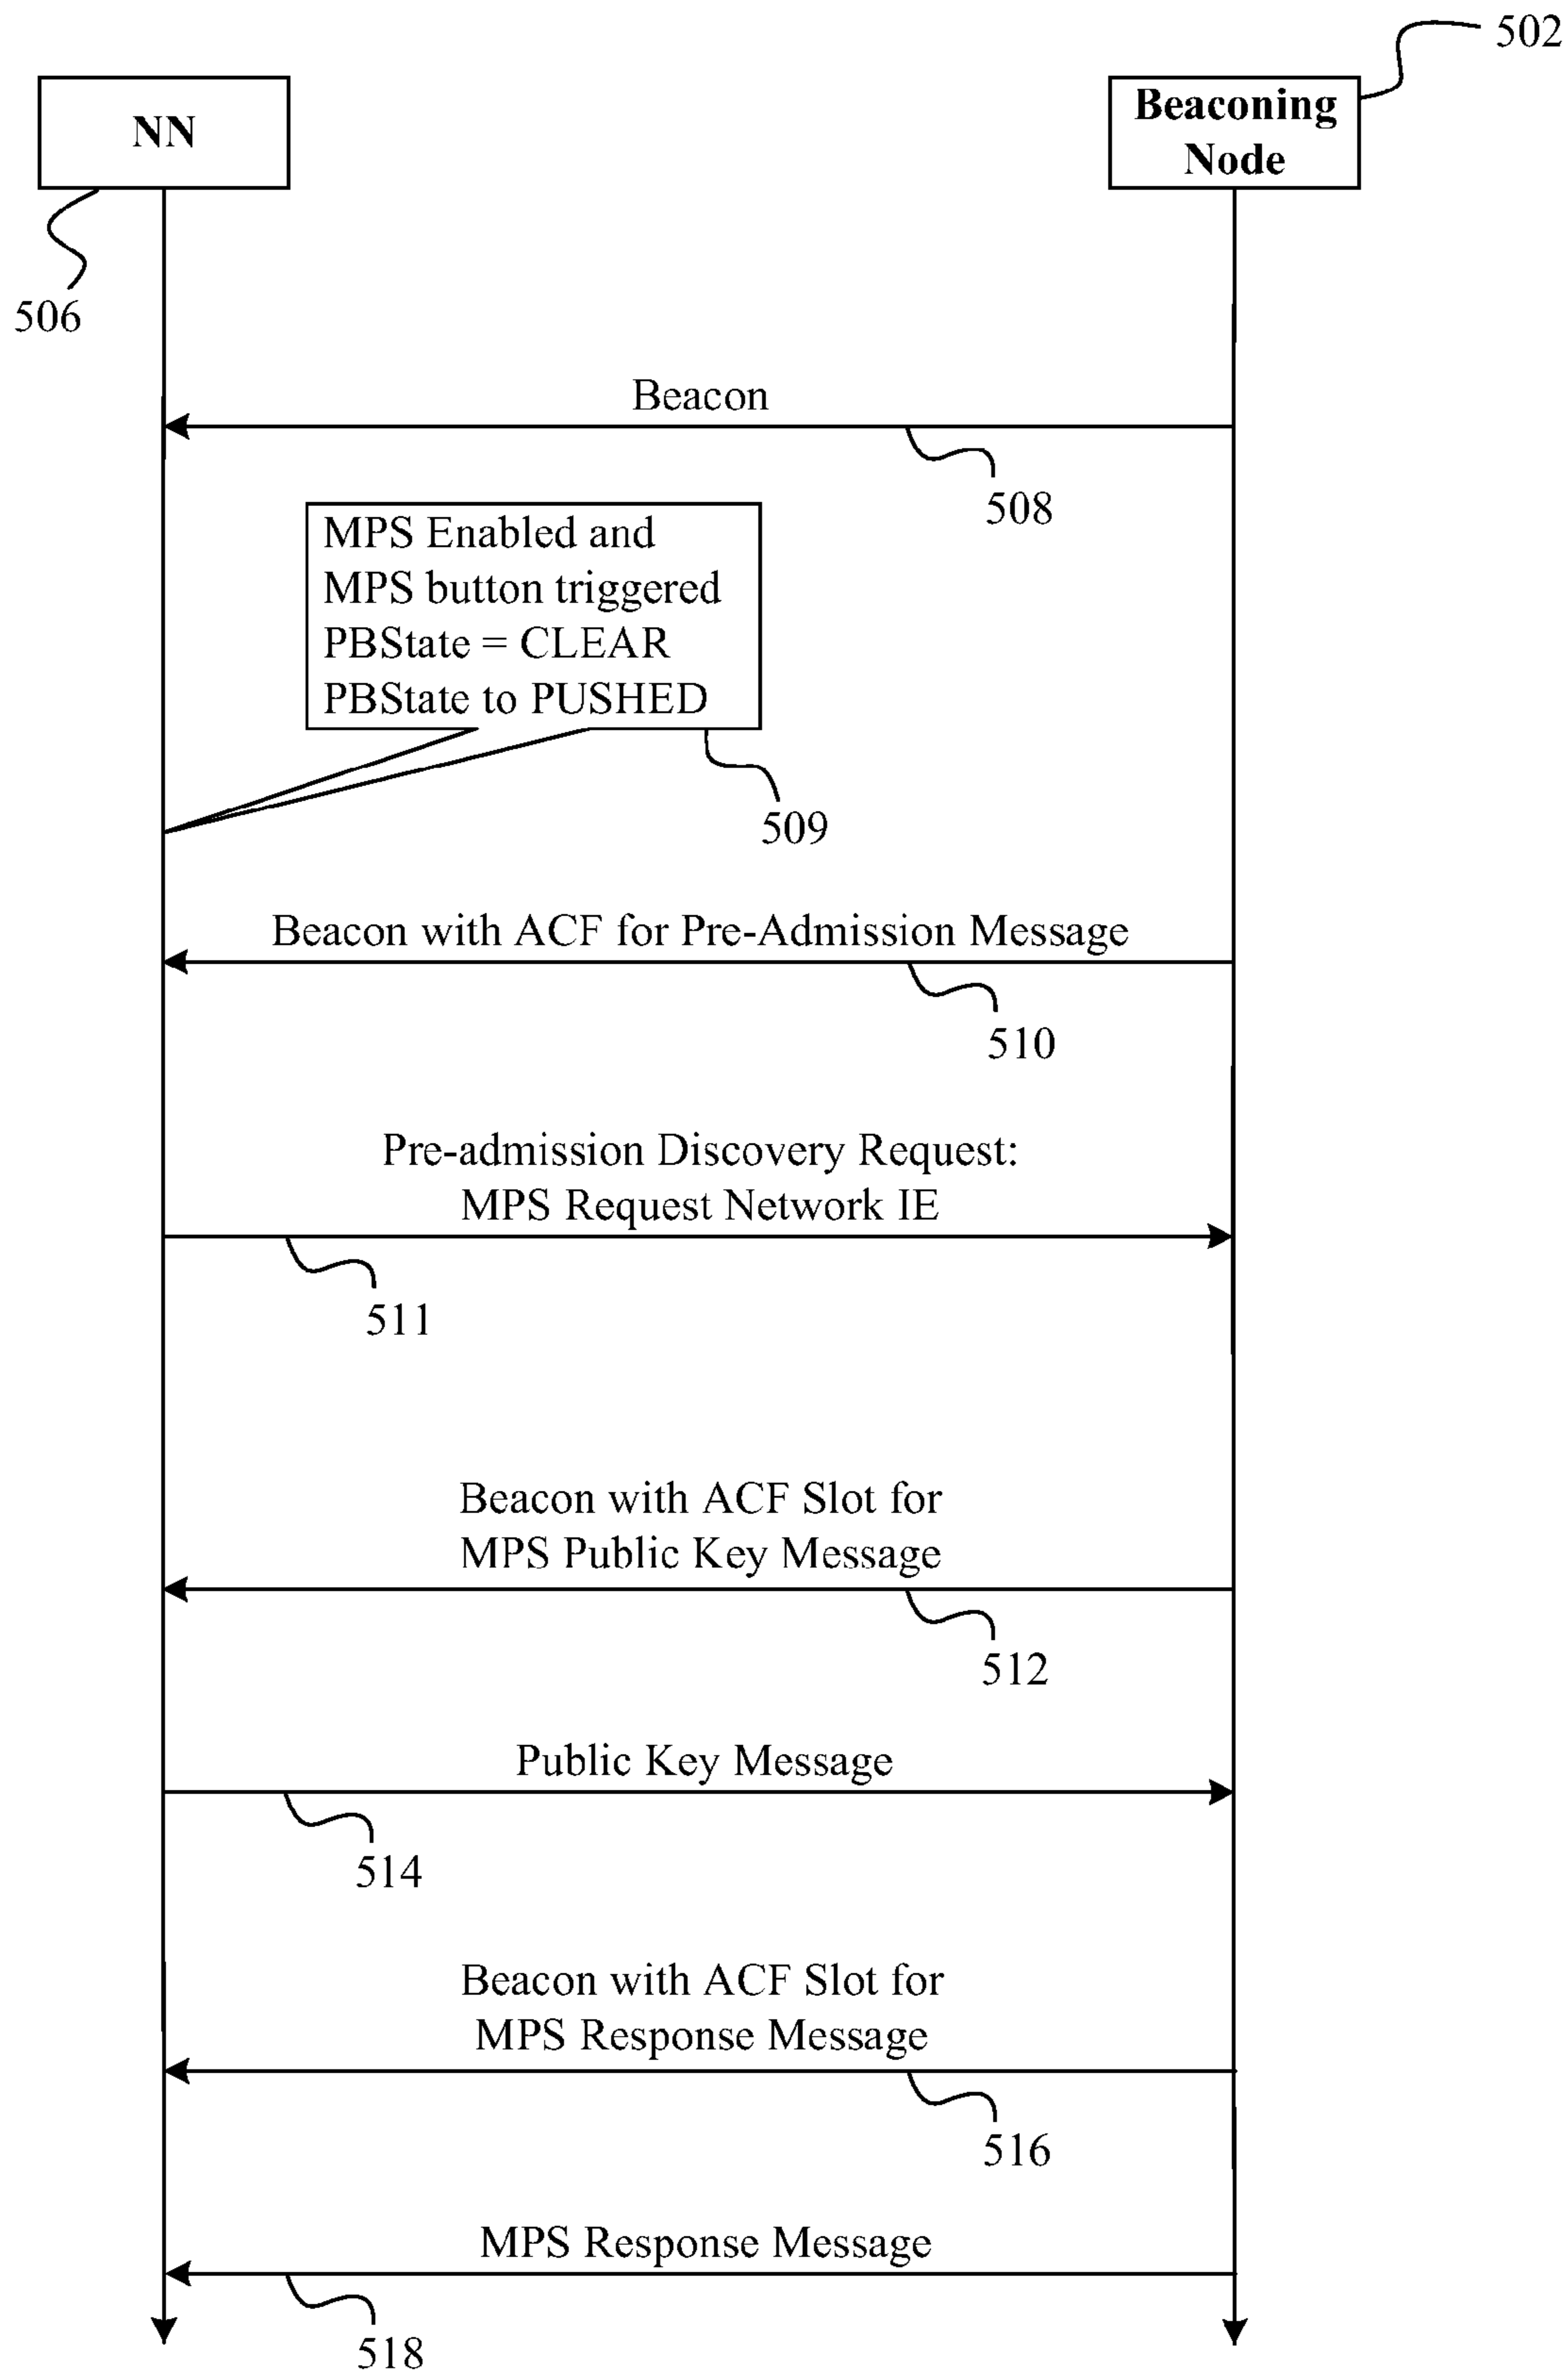 502
NN
Beaconing
Node
506
Beacon
508
MPS Enabled and
MPS button triggered
PBState = CLEAR
PBState to PUSHED
509
Beacon with ACF for Pre-Admission Message
510
Pre-admission Discovery Request:
MPS Request Network IE
511
Beacon with ACF Slot for
MPS Public Key Message
512
Public Key Message
514
Beacon with ACF Slot for
MPS Response Message
516
MPS Response Message
518